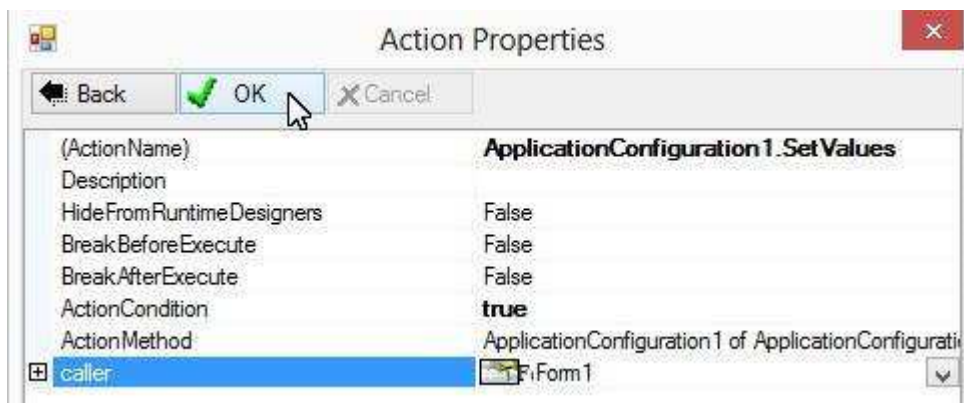 Action Properties
Back OK Cancel
(ActionName) ApplicationConfiguration1.SetValues
Description
HideFromRuntimeDesigners False
BreakBeforeExecute False
BreakAfterExecute False
ActionCondition true
ActionMethod ApplicationConfiguration1 of ApplicationConfigurati
caller Form1